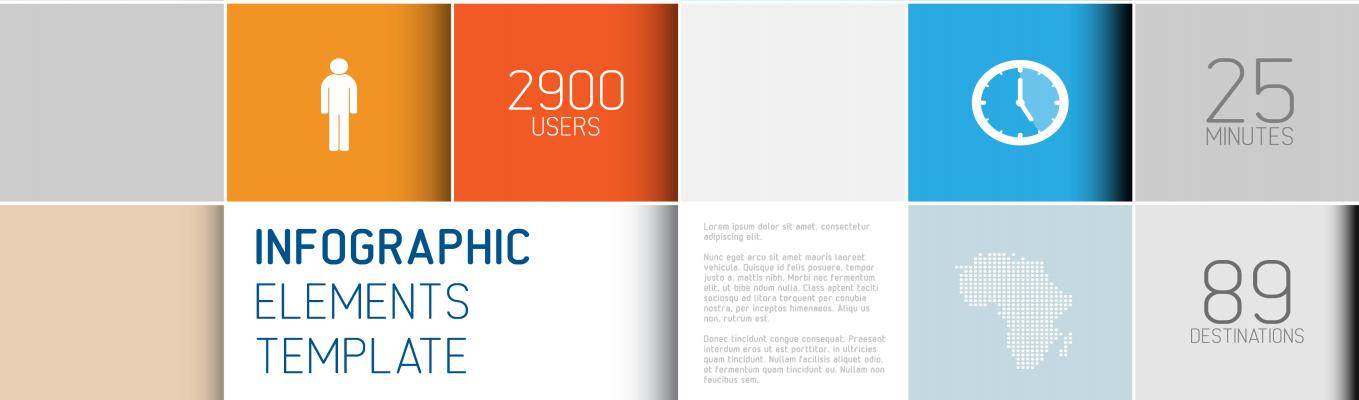 2900
USERS
25
MINUTES
INFOGRAPHIC
ELEMENTS
TEMPLATE
Lorem ipsum dolor sit amet, consectetur
adipiscing elit.
Nunc eget arcu sit amet mauris laoreet
vehicula. Quisque id felis posuere, tempor
justo a, mattis nibh. Morbi nec fermentum
elit, ut bibe ndum nulla. Class aptent taciti
sociosqu ad litora torquent per conubia
nostra, per inceptos himenaeos. Aliqu us
non, rutrum est.
Donec tincidunt congue consequat. Praesent
interdum eros ut est porttitor, in ultricies
quam tincidunt. Nullam facilisis aliquet odio,
et fermentum quam tincidunt eu. Nullam non
faucibus sem.
89
DESTINATIONS